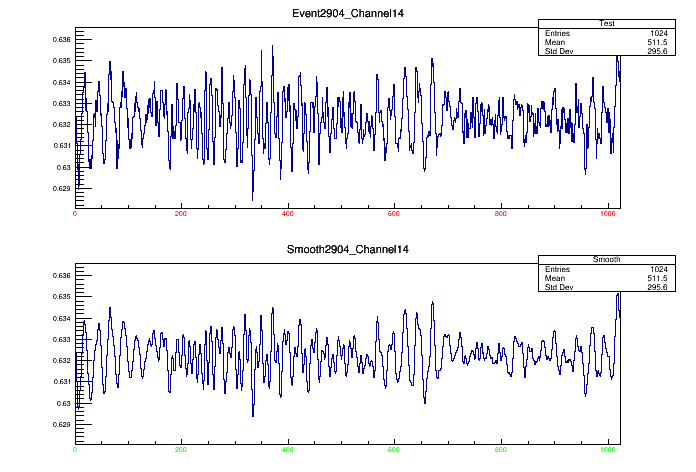 Event2904_Channel14
Test
Entries 1024
Mean 511.5
Std Dev 295.6
0.636
0.635
0.634
0.633
0.632
0.631
0.63
0.629
0 200 400 600 800 1000
Smooth2904_Channel14
Smooth
Entries 1024
Mean 511.5
Std Dev 295.6
0.636
0.635
0.634
0.633
0.632
0.631
0.63
0.629
0 200 400 600 800 1000